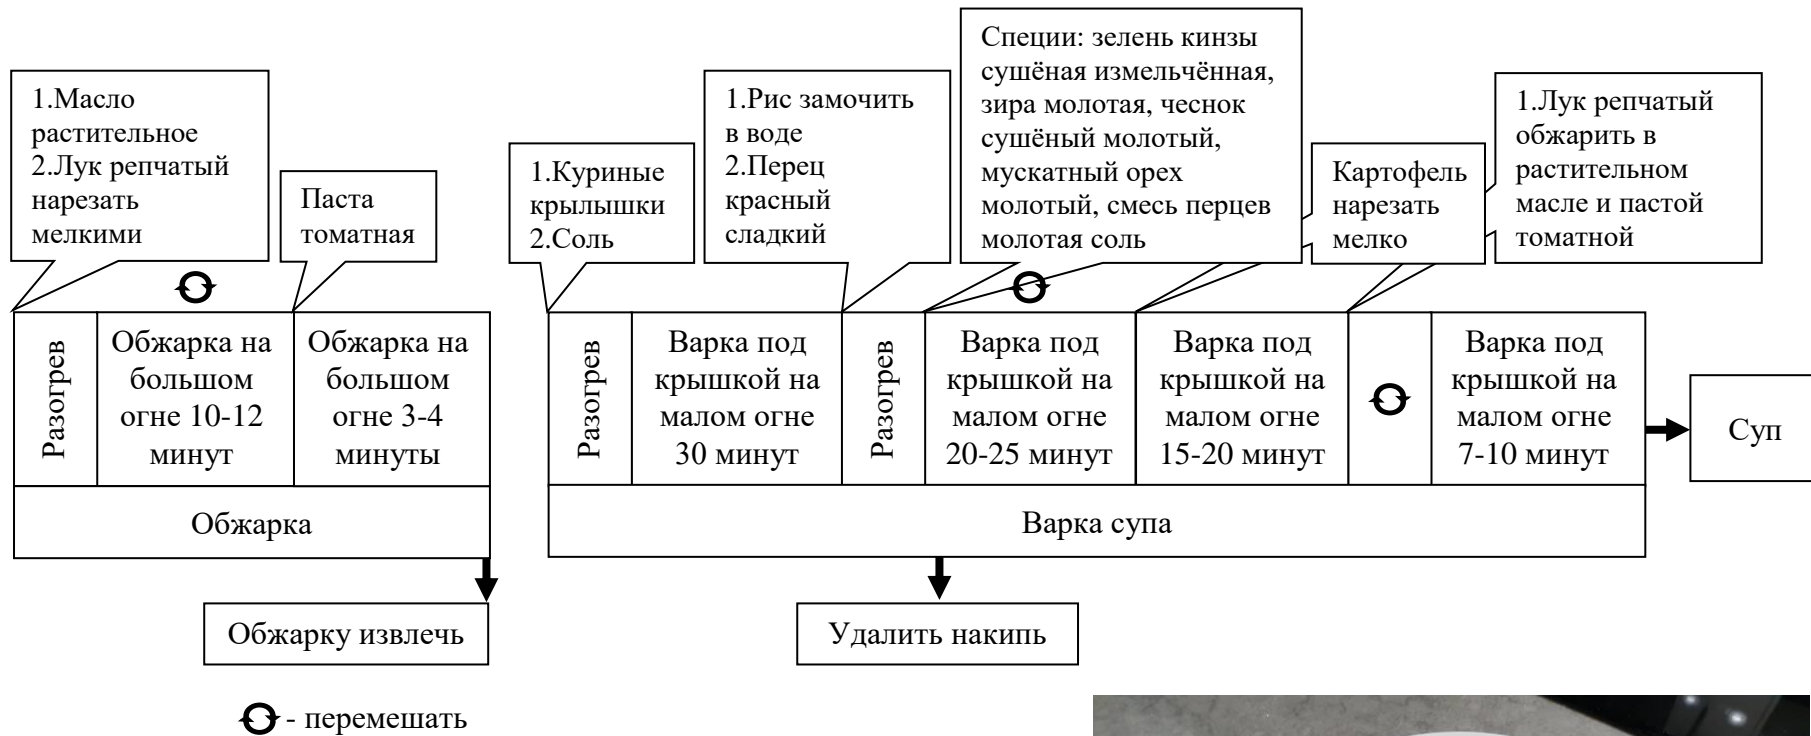 1.Масло
растительное
2.Лук репчатый
нарезать
мелкими
Паста
томатная
1.Куриные
крылышки
2.Соль
1.Рис замочить
в воде
2.Перец
красный
сладкий
Специи: зелень кинзы
сушёная измельчённая,
зира молотая, чеснок
сушёный молотый,
мускатный орех
молотый, смесь перцев
молотая соль
Картофель
нарезать
мелко
1.Лук репчатый
обжарить в
растительном
масле и пастой
томатной
Разогрев
Обжарка на
большом
огне 10-12
минут
Обжарка на
большом
огне 3-4
минуты
Обжарка
Разогрев
Варка под
крышкой на
малом огне
30 минут
Разогрев
Варка под
крышкой на
малом огне
20-25 минут
Варка под
крышкой на
малом огне
15-20 минут
Варка под
крышкой на
малом огне
7-10 минут
Варка супа
Суп
Обжарку извлечь
Удалить накипь
- перемешать